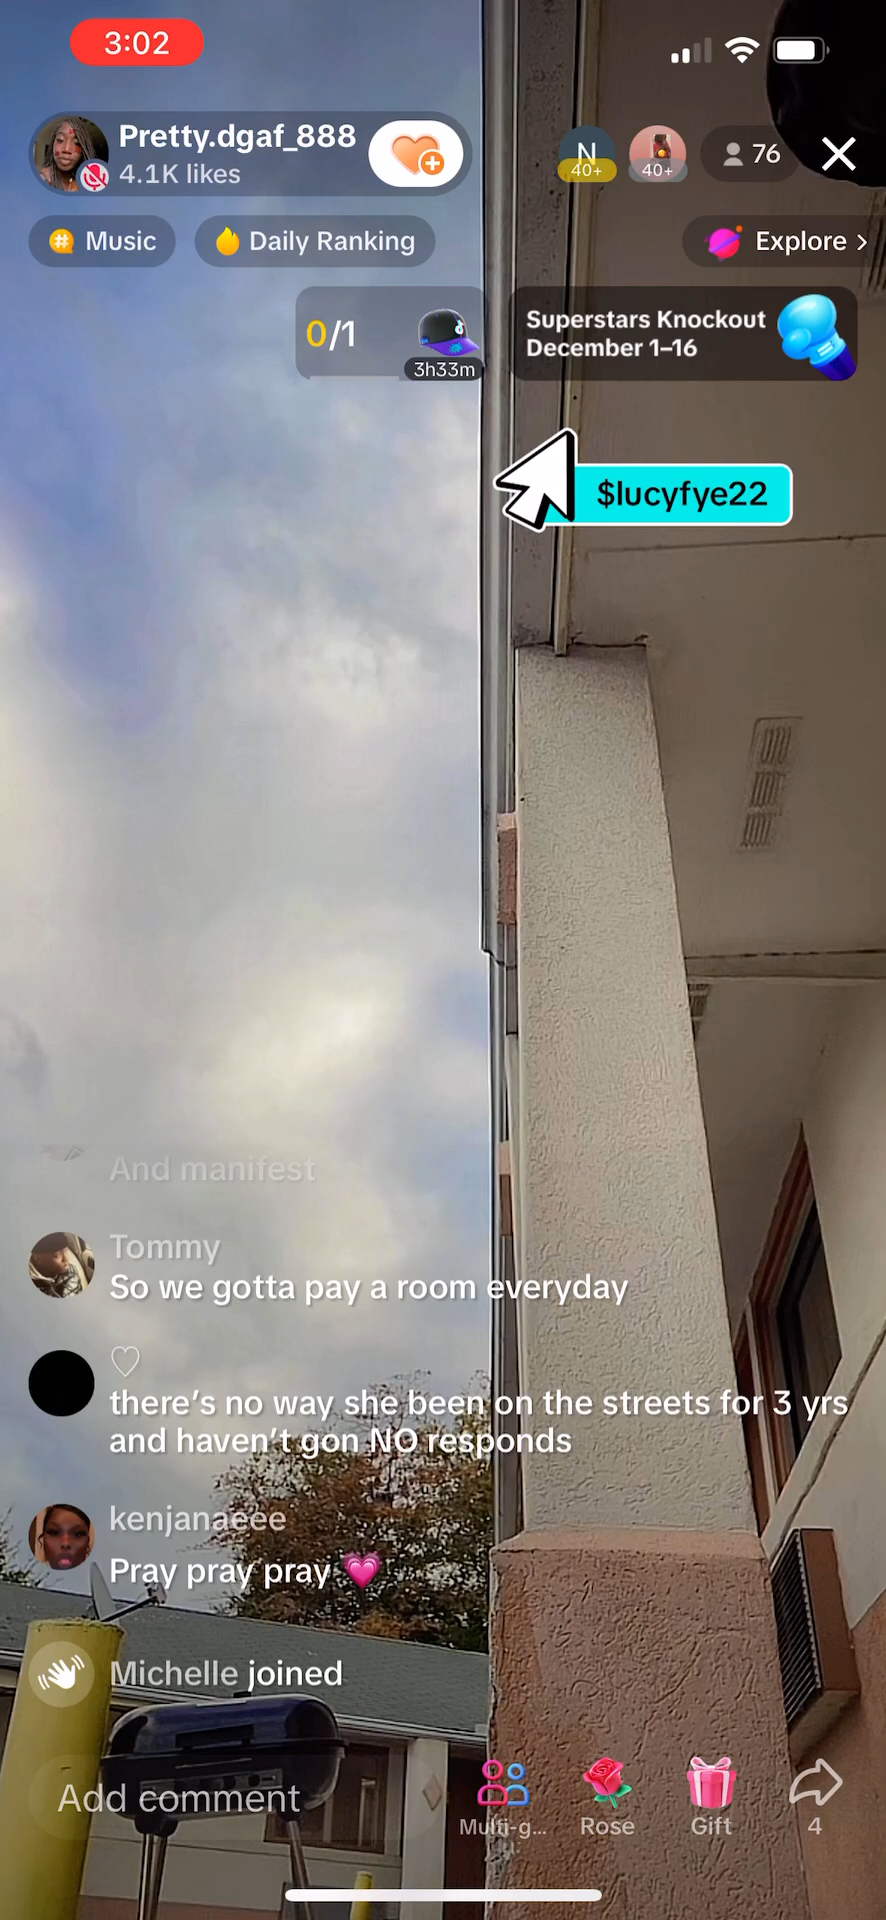 3:02
Pretty.dgaf_888
4.1K likes
N
40+
40+
76
Music
Daily Ranking
Explore >
0/1
3h33m
Superstars Knockout
December 1–16
$lucyfye22
And manifest
Tommy
So we gotta pay a room everyday
♡
there's no way she been on the streets for 3 yrs
and haven't gon NO responds
kenjanaeee
Pray pray pray 💗
Michelle joined
Add comment
Multi-g...
Rose
Gift
4